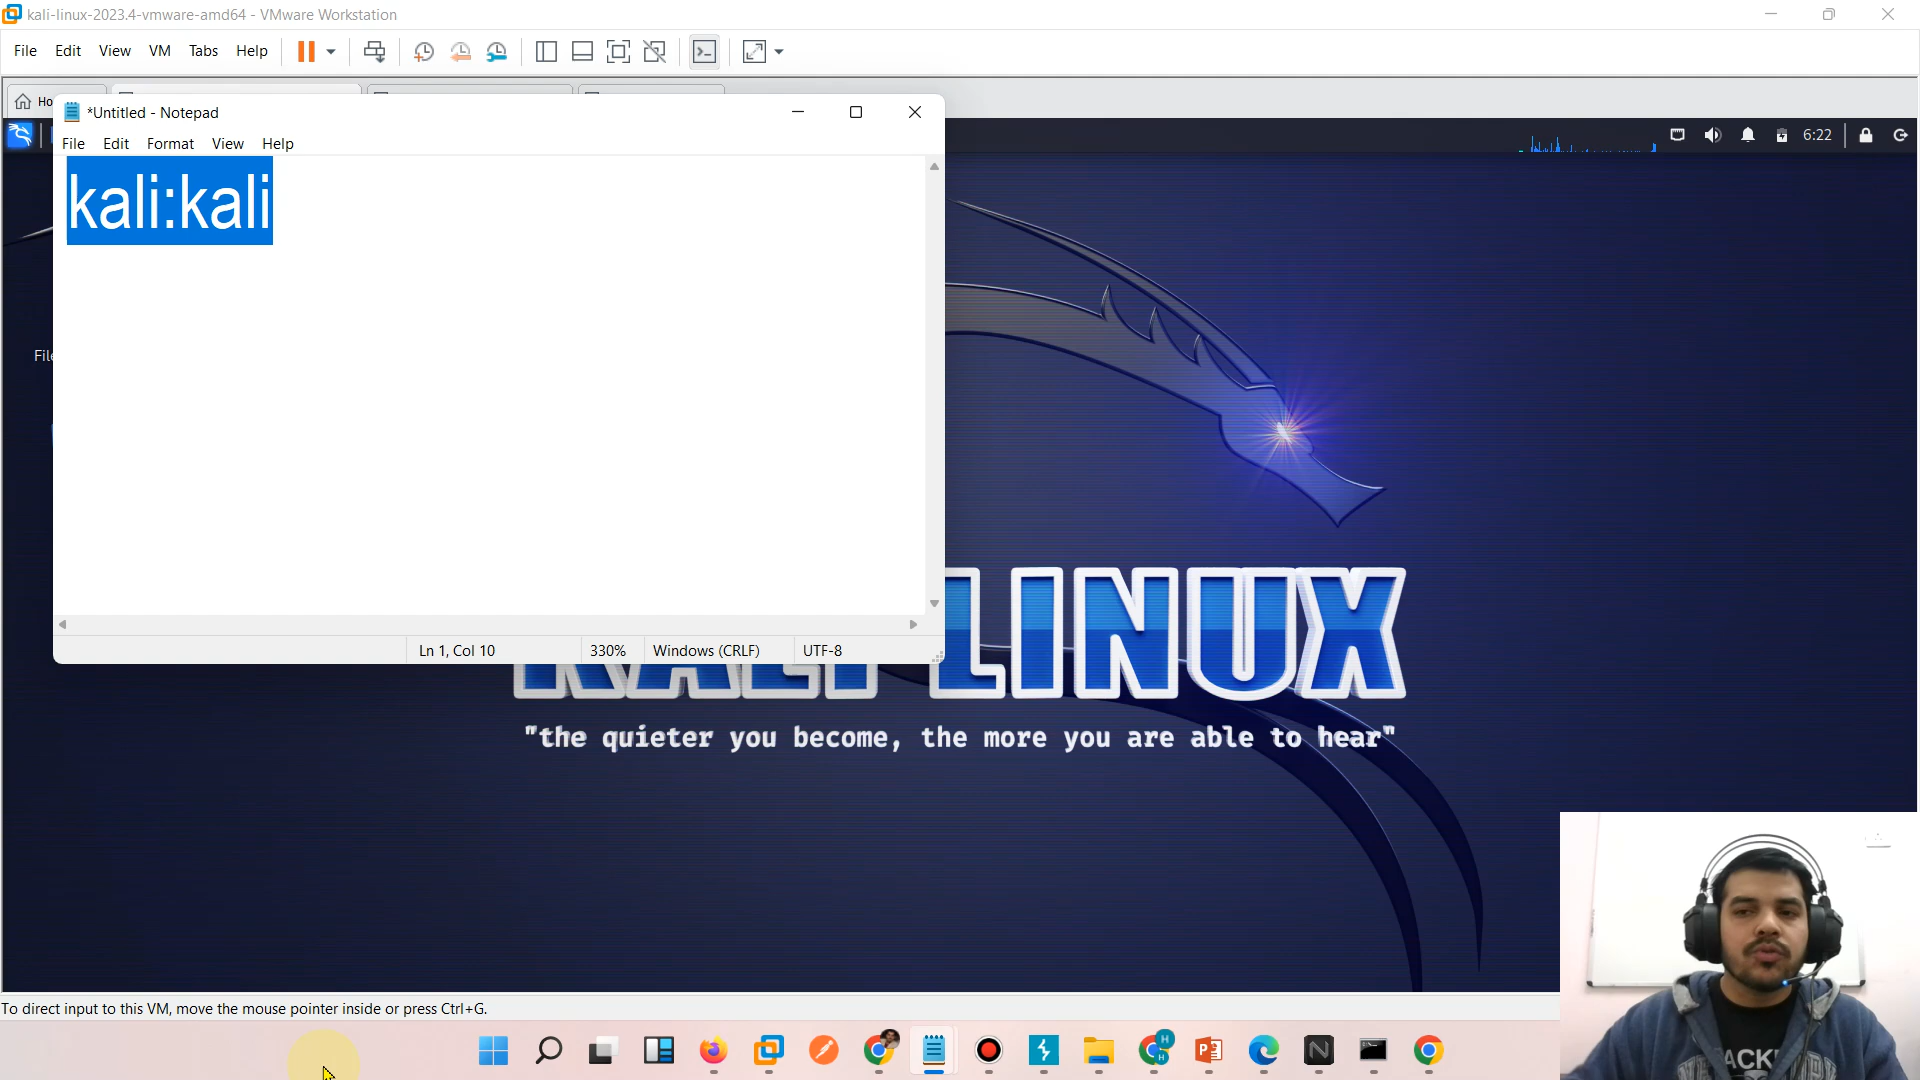 kali-linux-2023.4-vmware-amd64 - VMware Workstation
File Edit View VM Tabs Help
Ho
*Untitled - Notepad
File Edit Format View Help
6:22
kali:kali
File
Ln 1, Col 10 330% Windows (CRLF) UTF-8
KALI LINUX
"the quieter you become, the more you are able to hear"
To direct input to this VM, move the mouse pointer inside or press Ctrl+G.